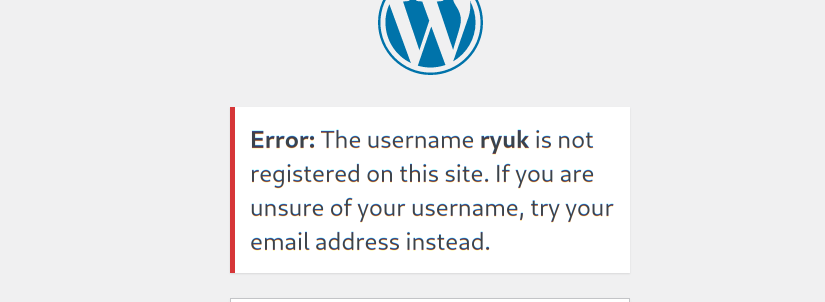 Error: The username ryuk is not
registered on this site. If you are
unsure of your username, try your
email address instead.